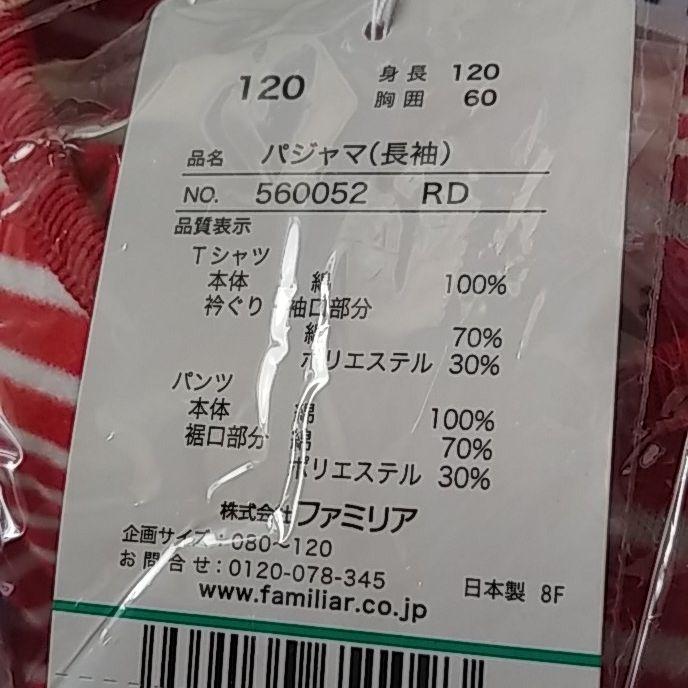 120
身長 120
胸囲 60
品名 パジャマ(長袖)
NO. 560052 RD
品質表示
Tシャツ
本体 綿 100%
衿ぐり 袖口部分
綿 70%
ポリエステル 30%
パンツ
本体 綿 100%
裾口部分 綿 70%
ポリエステル 30%
株式会社ファミリア
企画サイズ:080~120
お問合せ:0120-078-345
www.familiar.co.jp
日本製 8F